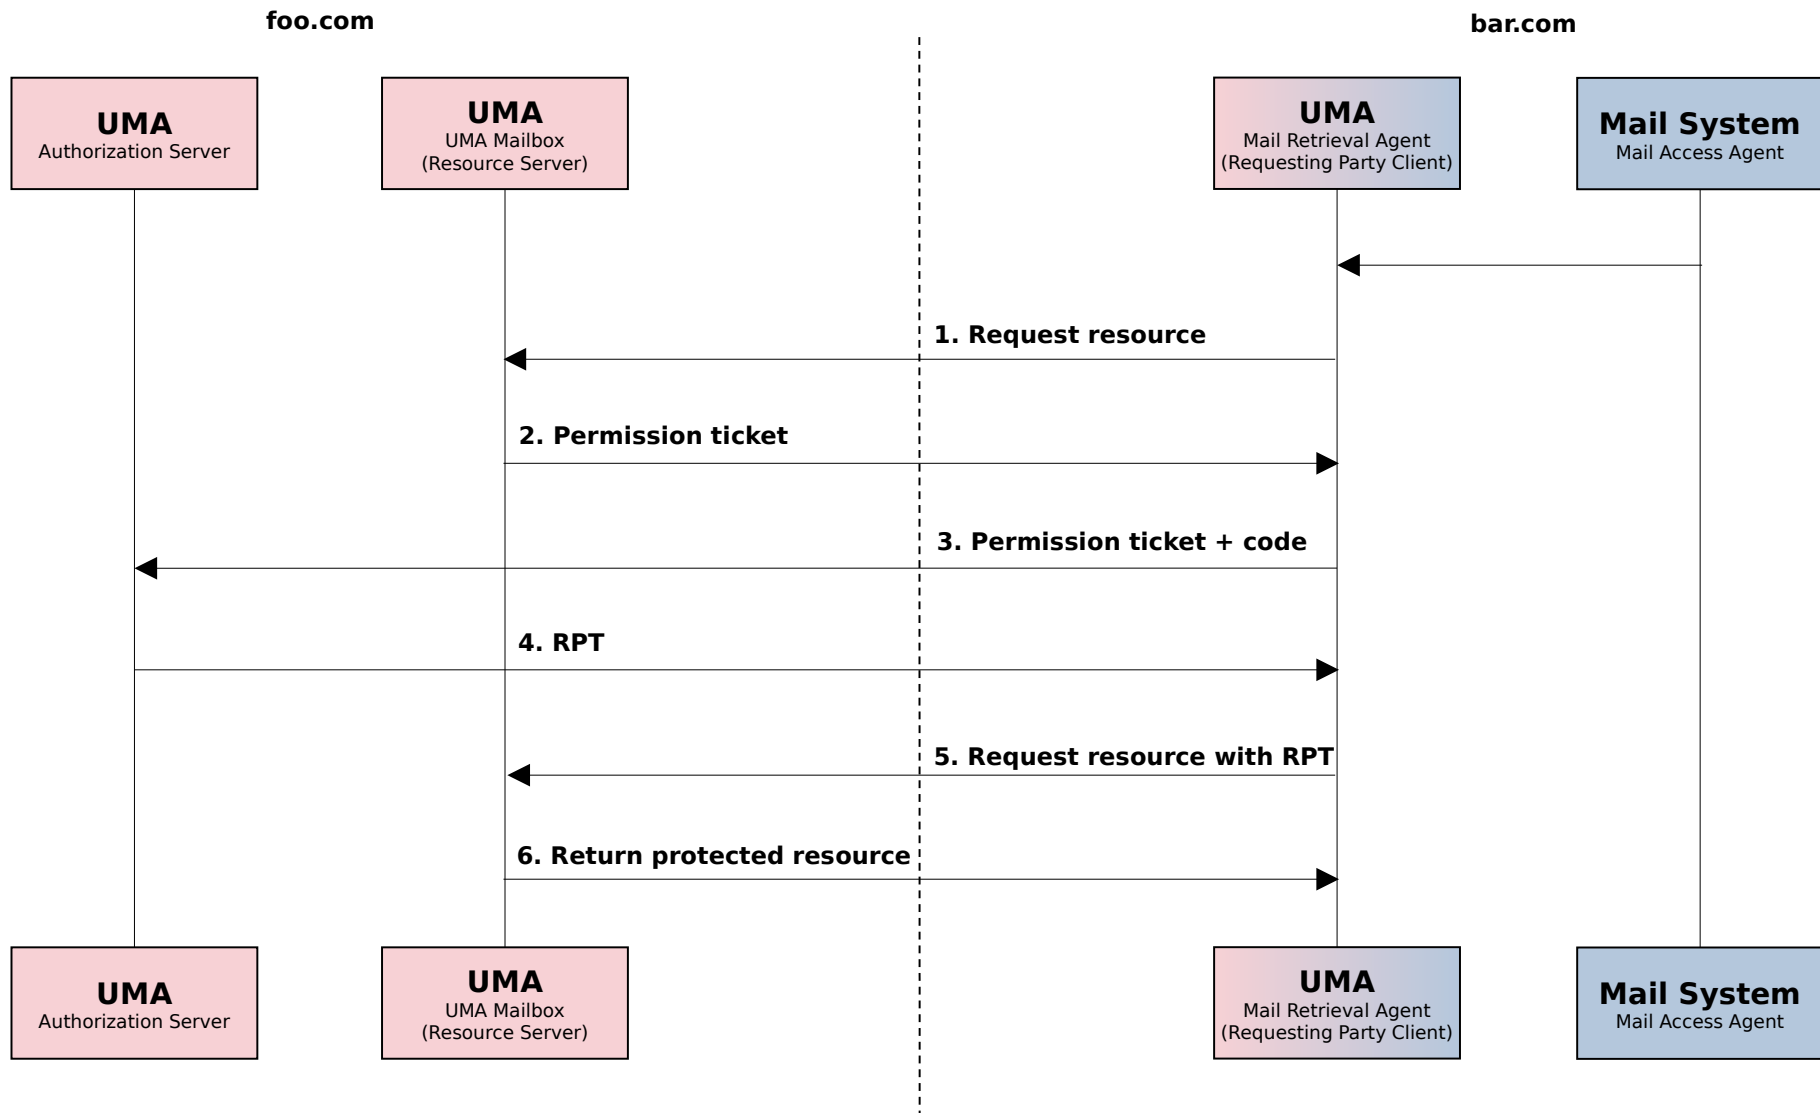 foo.com
bar.com
UMA
Authorization Server
UMA
UMA Mailbox
(Resource Server)
UMA
Mail Retrieval Agent
(Requesting Party Client)
Mail System
Mail Access Agent
1. Request resource
2. Permission ticket
3. Permission ticket + code
4. RPT
5. Request resource with RPT
6. Return protected resource
UMA
Authorization Server
UMA
UMA Mailbox
(Resource Server)
UMA
Mail Retrieval Agent
(Requesting Party Client)
Mail System
Mail Access Agent